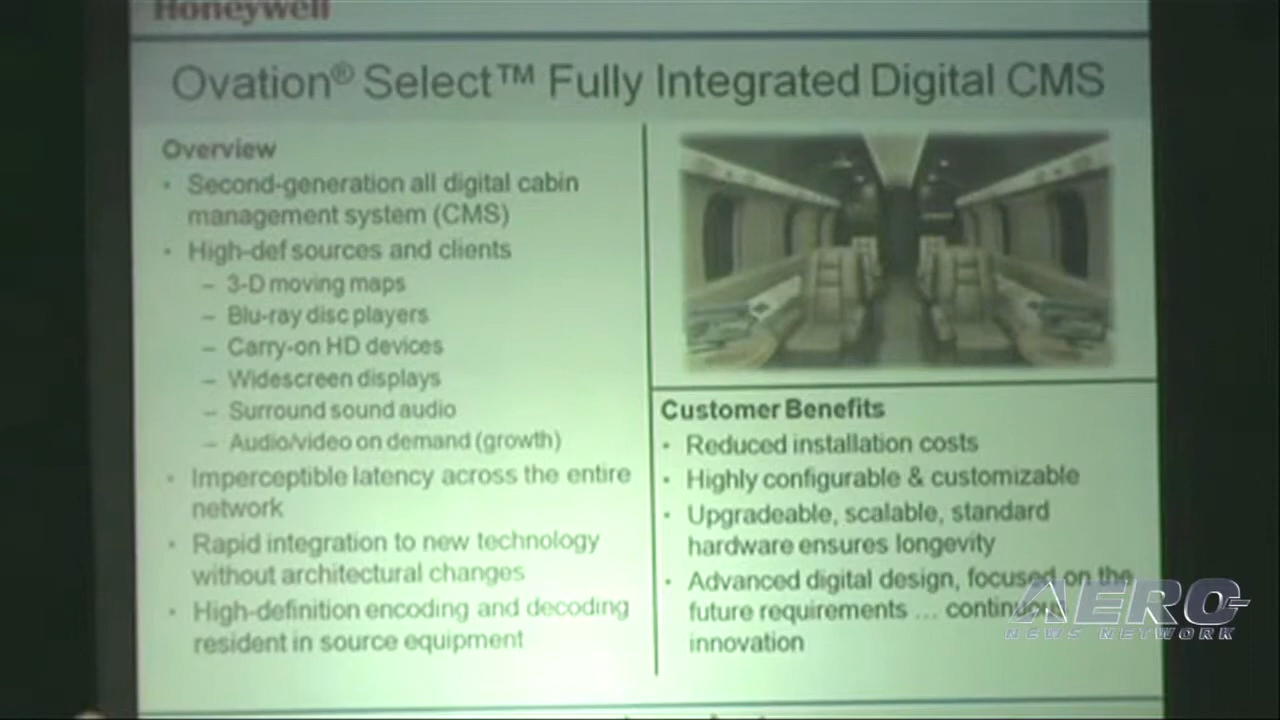 Honeywell
Ovation® Select™ Fully Integrated Digital CMS
Overview
• Second-generation all digital cabin
management system (CMS)
• High-def sources and clients
– 3-D moving maps
– Blu-ray disc players
– Carry-on HD devices
– Widescreen displays
– Surround sound audio
– Audio/video on demand (growth)
• Imperceptible latency across the entire
network
• Rapid integration to new technology
without architectural changes
• High-definition encoding and decoding
resident in source equipment
Customer Benefits
• Reduced installation costs
• Highly configurable & customizable
• Upgradeable, scalable, standard
hardware ensures longevity
• Advanced digital design, focused on the
future requirements … continuous
innovation
AERO
NEWS NETWORK